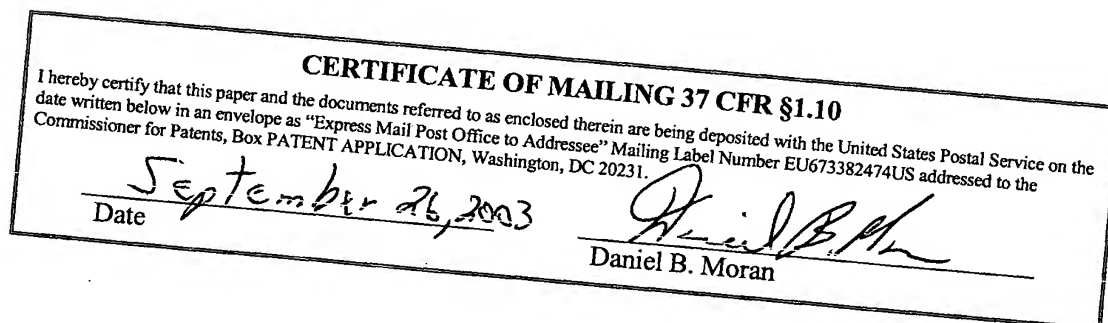 CERTIFICATE OF MAILING 37 CFR §1.10
I hereby certify that this paper and the documents referred to as enclosed therein are being deposited with the United States Postal Service on the
date written below in an envelope as “Express Mail Post Office to Addressee” Mailing Label Number EU673382474US addressed to the
Commissioner for Patents, Box PATENT APPLICATION, Washington, DC 20231.
September 26, 2003
Date
Daniel B. Moran